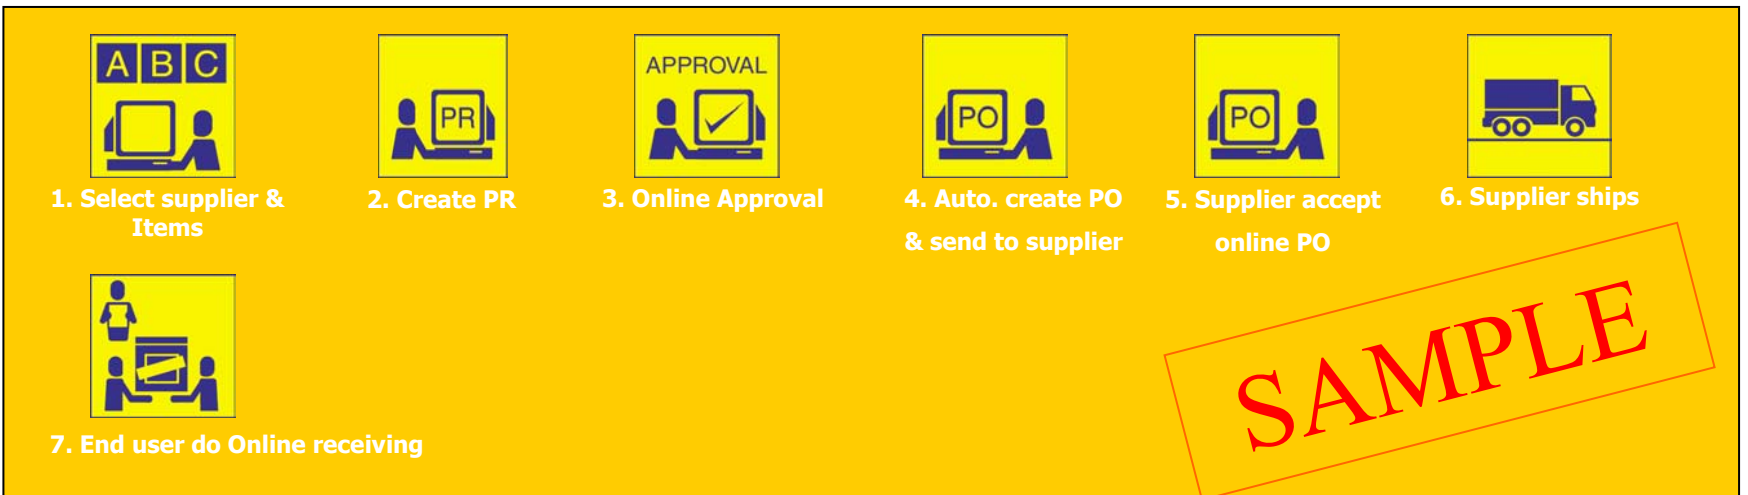 A B C
1. Select supplier &
Items
PR
2. Create PR
APPROVAL
3. Online Approval
PO
4. Auto. create PO
& send to supplier
PO
5. Supplier accept
online PO
6. Supplier ships
7. End user do Online receiving
SAMPLE